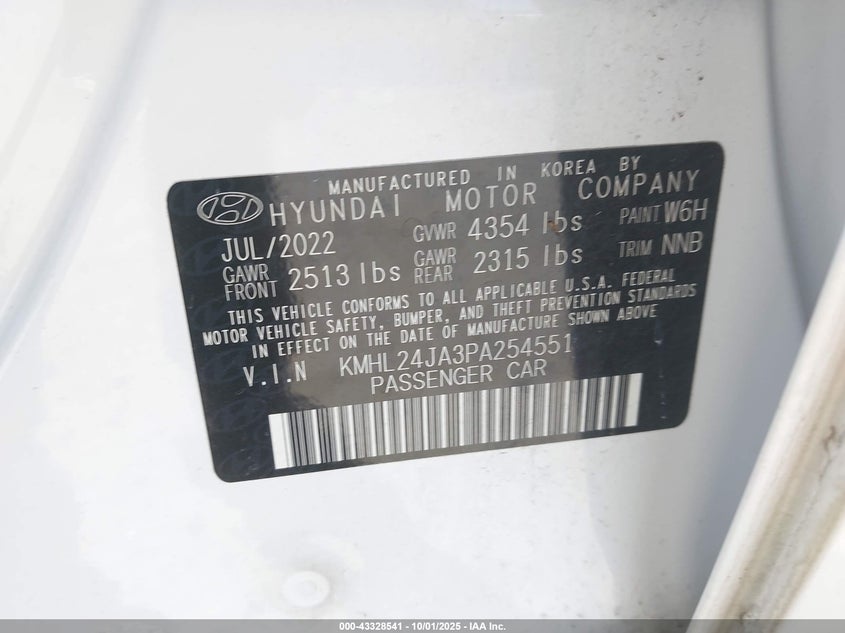 MANUFACTURED IN KOREA BY
HYUNDAI MOTOR COMPANY
JUL/2022 GVWR 4354 lbs PAINT W6H
GAWR FRONT 2513 lbs GAWR REAR 2315 lbs TRIM NNB
THIS VEHICLE CONFORMS TO ALL APPLICABLE U.S.A. FEDERAL
MOTOR VEHICLE SAFETY, BUMPER, AND THEFT PREVENTION STANDARDS
IN EFFECT ON THE DATE OF MANUFACTURE SHOWN ABOVE
V.I.N KMHL24JA3PA254551
PASSENGER CAR
000-43328541 - 10/01/2025 - IAA Inc.